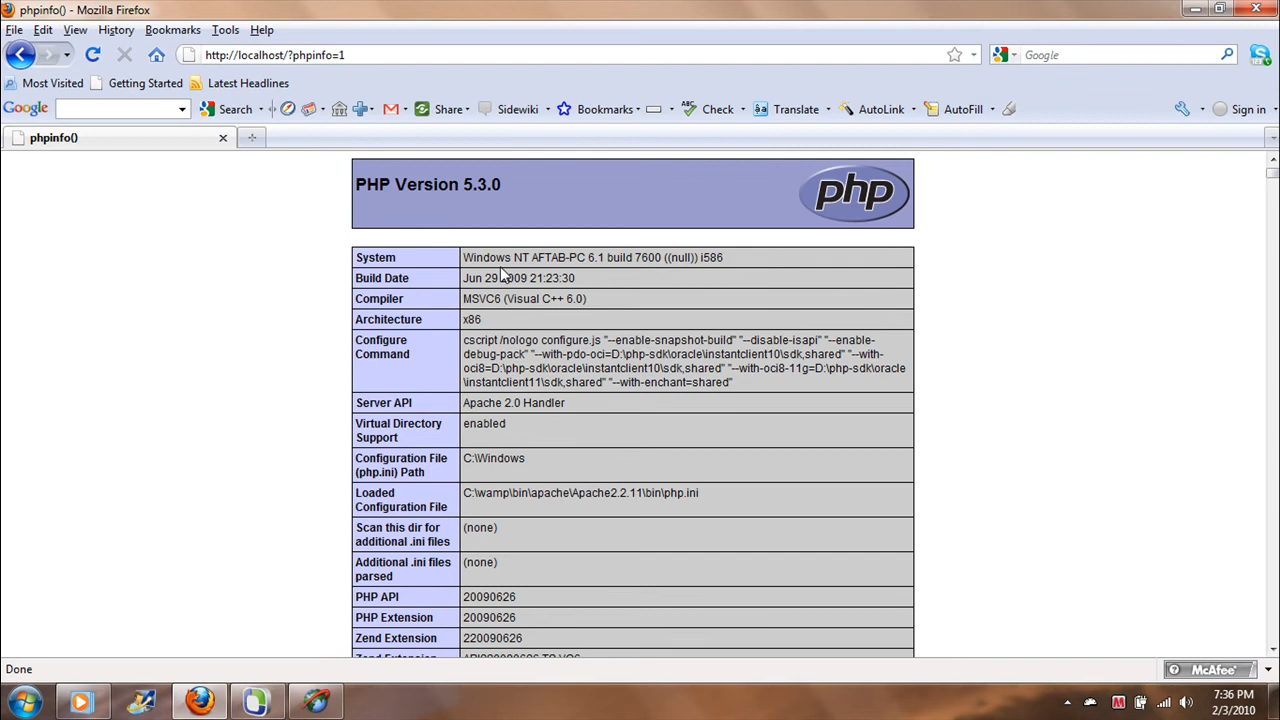 phpinfo() - Mozilla Firefox
File Edit View History Bookmarks Tools Help
http://localhost/?phpinfo=1
Google
Most Visited Getting Started Latest Headlines
Google Search Share Sidewiki Bookmarks Check Translate AutoLink AutoFill Sign in
phpinfo()
PHP Version 5.3.0
php
System Windows NT AFTAB-PC 6.1 build 7600 ((null)) i586
Build Date Jun 29 2009 21:23:30
Compiler MSVC6 (Visual C++ 6.0)
Architecture x86
Configure Command cscript /nologo configure.js "--enable-snapshot-build" "--disable-isapi" "--enable-
debug-pack" "--with-pdo-oci=D:\php-sdk\oracle\instantclient10\sdk,shared" "--with-
oci8=D:\php-sdk\oracle\instantclient10\sdk,shared" "--with-oci8-11g=D:\php-sdk\oracle
\instantclient11\sdk,shared" "--with-enchant=shared"
Server API Apache 2.0 Handler
Virtual Directory Support enabled
Configuration File (php.ini) Path C:\Windows
Loaded Configuration File C:\wamp\bin\apache\Apache2.2.11\bin\php.ini
Scan this dir for additional .ini files (none)
Additional .ini files parsed (none)
PHP API 20090626
PHP Extension 20090626
Zend Extension 220090626
Zend Extension
Done
McAfee
7:36 PM
2/3/2010